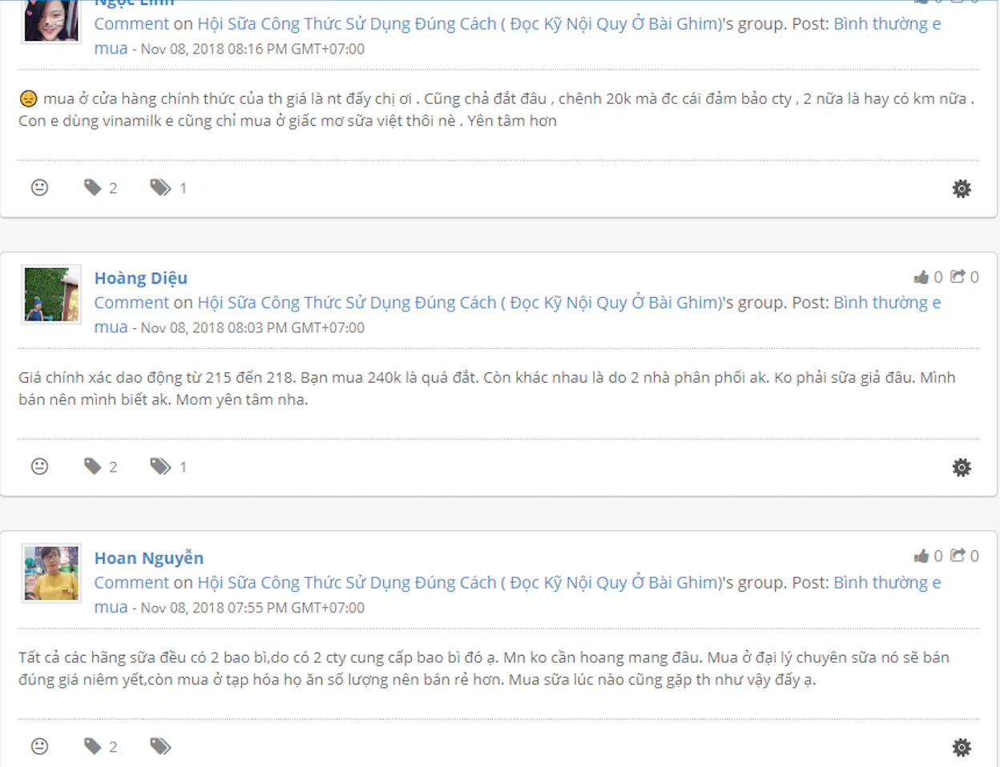 Ngọc Linh
Comment on Hội Sữa Công Thức Sử Dụng Đúng Cách ( Đọc Kỹ Nội Quy Ở Bài Ghim)'s group. Post: Bình thường e
mua - Nov 08, 2018 08:16 PM GMT+07:00
mua ở cửa hàng chính thức của th giá là nt đấy chị ơi . Cũng chả đắt đâu , chênh 20k mà đc cái đảm bảo cty , 2 nữa là hay có km nữa .
Con e dùng vinamilk e cũng chỉ mua ở giấc mơ sữa việt thôi nè . Yên tâm hơn
2 1
Hoàng Diệu 0 0
Comment on Hội Sữa Công Thức Sử Dụng Đúng Cách ( Đọc Kỹ Nội Quy Ở Bài Ghim)'s group. Post: Bình thường e
mua - Nov 08, 2018 08:03 PM GMT+07:00
Giá chính xác dao động từ 215 đến 218. Bạn mua 240k là quá đắt. Còn khác nhau là do 2 nhà phân phối ak. Ko phải sữa giả đâu. Mình
bán nên mình biết ak. Mom yên tâm nha.
2 1
Hoan Nguyễn 0 0
Comment on Hội Sữa Công Thức Sử Dụng Đúng Cách ( Đọc Kỹ Nội Quy Ở Bài Ghim)'s group. Post: Bình thường e
mua - Nov 08, 2018 07:55 PM GMT+07:00
Tất cả các hãng sữa đều có 2 bao bì,do có 2 cty cung cấp bao bì đó ạ. Mn ko cần hoang mang đâu. Mua ở đại lý chuyên sữa nó sẽ bán
đúng giá niêm yết,còn mua ở tạp hóa họ ăn số lượng nên bán rẻ hơn. Mua sữa lúc nào cũng gặp th như vậy đấy ạ.
2